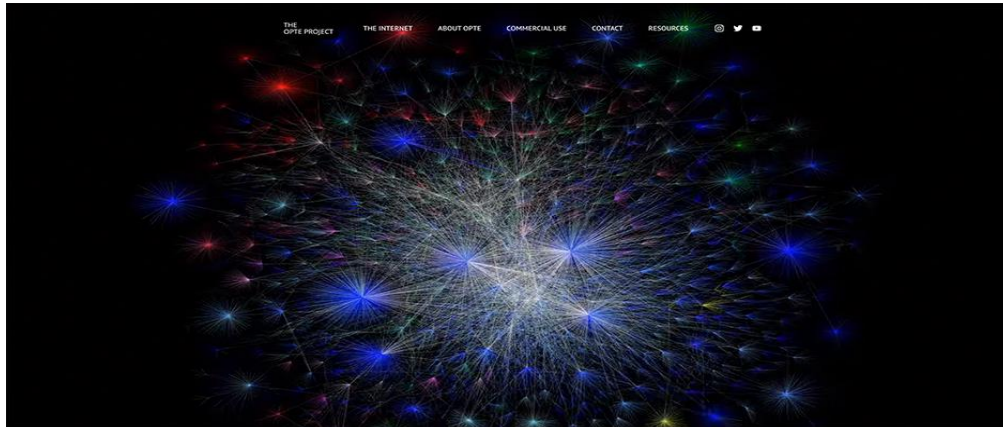 THE
OPTE PROJECT
THE INTERNET
ABOUT OPTE
COMMERCIAL USE
CONTACT
RESOURCES